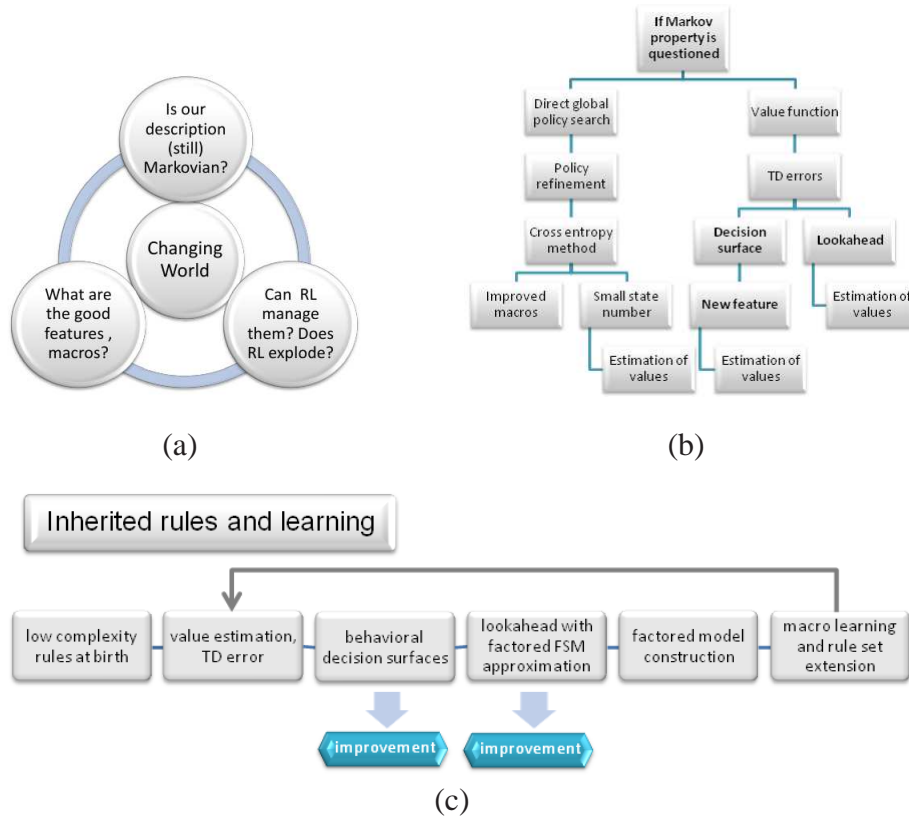 Is our
description
(still)
Markovian?
Changing
World
What are
the good
features ,
macros?
Can RL
manage
them? Does
RL explode?
(a)
If Markov
property is
questioned
Direct global
policy search
Value function
Policy
refinement
TD errors
Cross entropy
method
Decision
surface
Lookahead
Improved
macros
Small state
number
New feature
Estimation of
values
Estimation of
values
Estimation of
values
(b)
Inherited rules and learning
low complexity
rules at birth
value estimation,
TD error
behavioral
decision surfaces
lookahead with
factored FSM
approximation
factored model
construction
macro learning
and rule set
extension
improvement
improvement
(c)